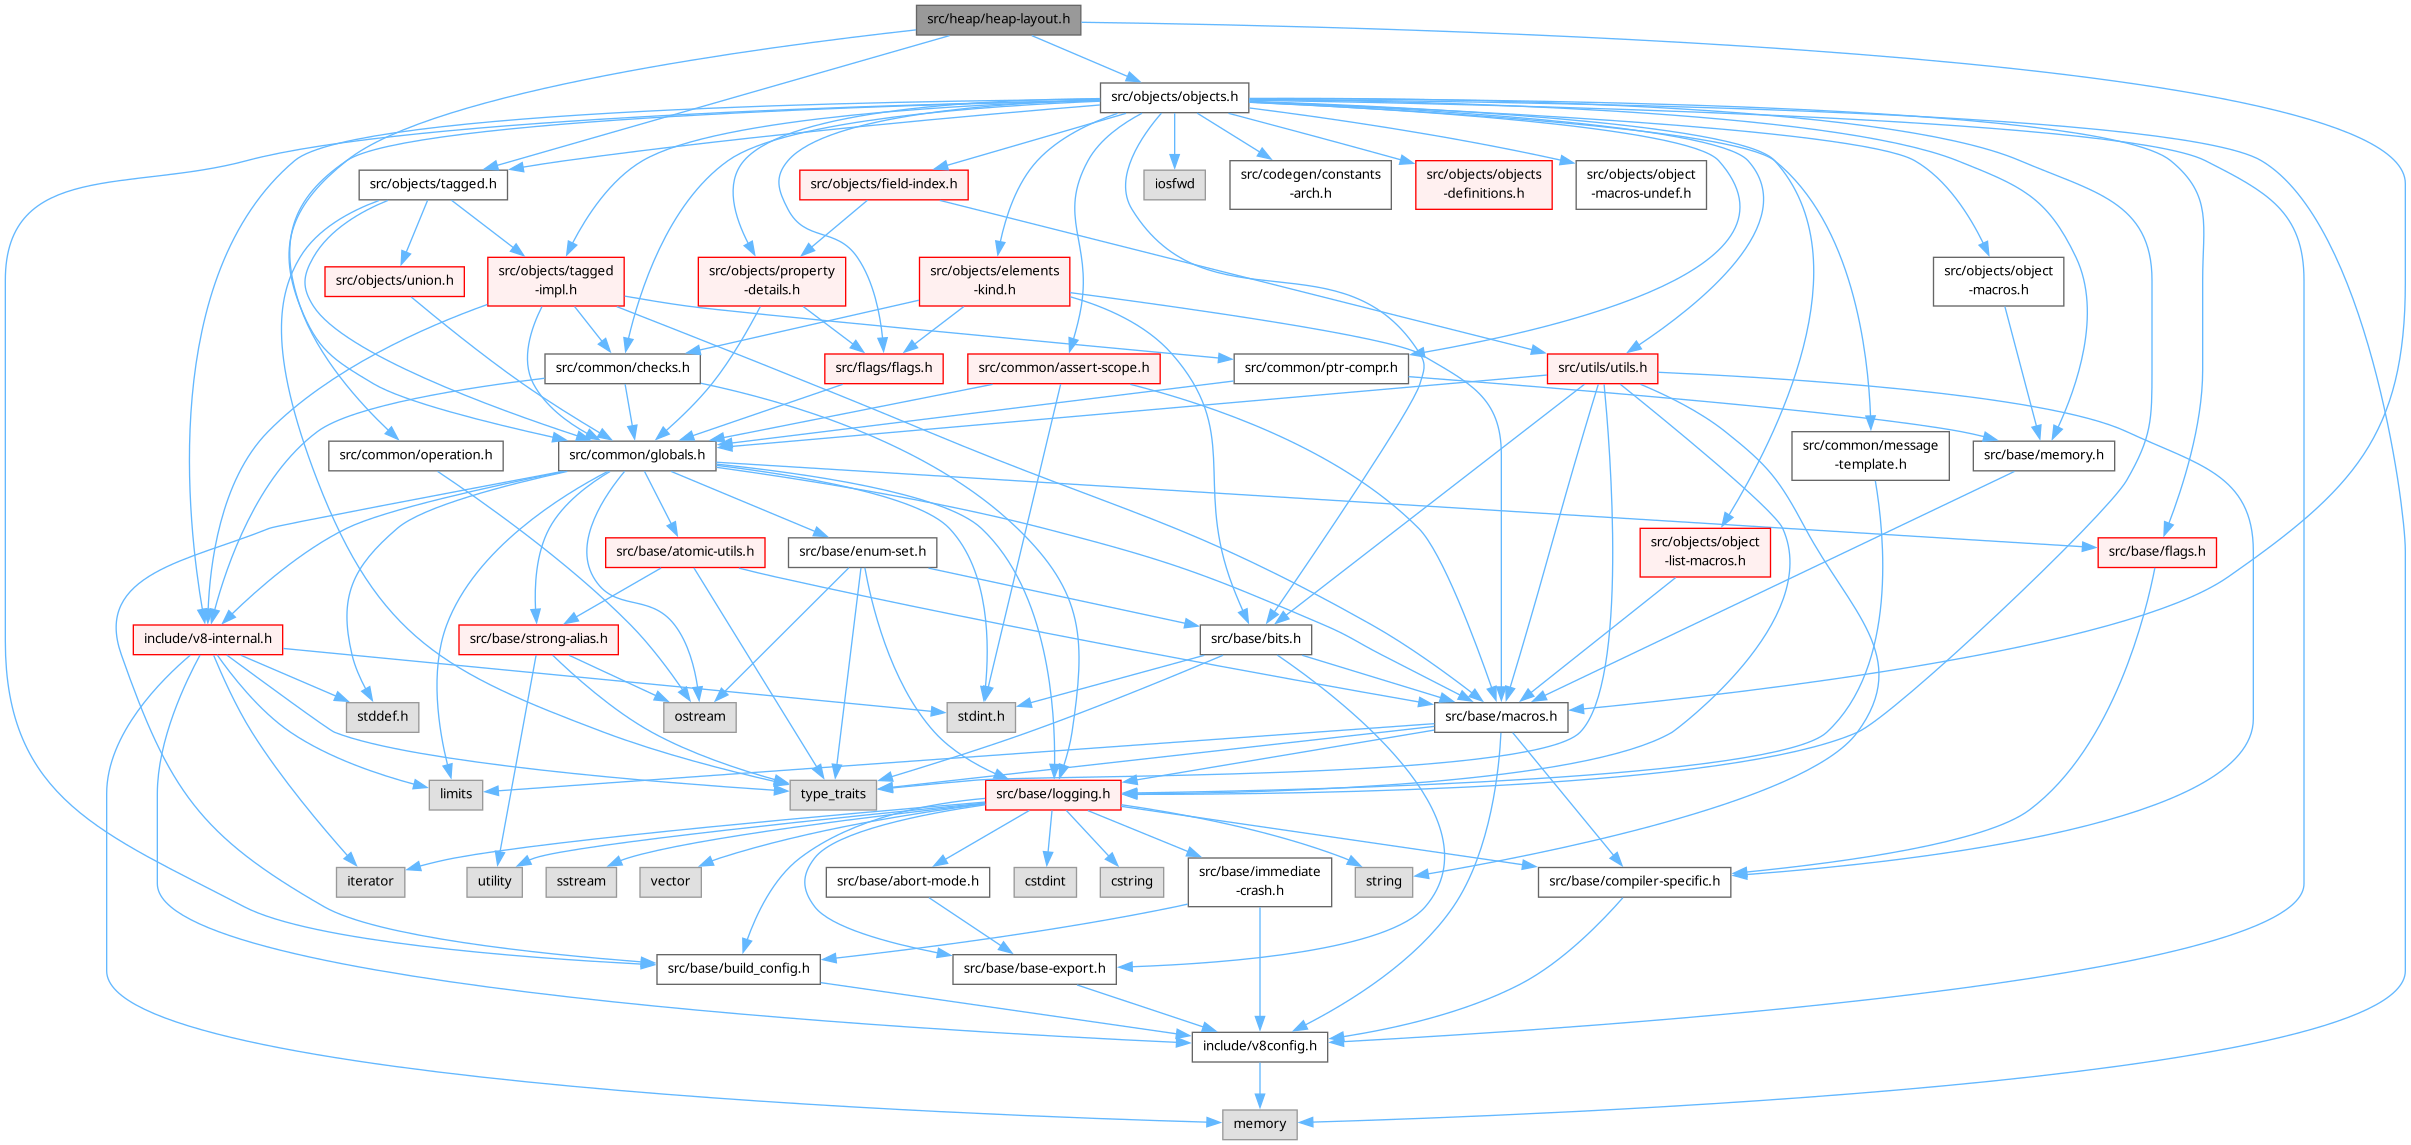 src/heap/heap-layout.h
src/objects/objects.h
src/objects/tagged.h
src/objects/field-index.h
iosfwd
src/codegen/constants
-arch.h
src/objects/objects
-definitions.h
src/objects/object
-macros-undef.h
src/objects/union.h
src/objects/tagged
-impl.h
src/objects/property
-details.h
src/objects/elements
-kind.h
src/objects/object
-macros.h
src/common/checks.h
src/flags/flags.h
src/common/assert-scope.h
src/common/ptr-compr.h
src/utils/utils.h
src/common/operation.h
src/common/globals.h
src/common/message
-template.h
src/base/memory.h
src/base/atomic-utils.h
src/base/enum-set.h
src/objects/object
-list-macros.h
src/base/flags.h
include/v8-internal.h
src/base/strong-alias.h
src/base/bits.h
stddef.h
ostream
stdint.h
src/base/macros.h
limits
type_traits
src/base/logging.h
iterator
utility
sstream
vector
src/base/abort-mode.h
cstdint
cstring
src/base/immediate
-crash.h
string
src/base/compiler-specific.h
src/base/build_config.h
src/base/base-export.h
include/v8config.h
memory